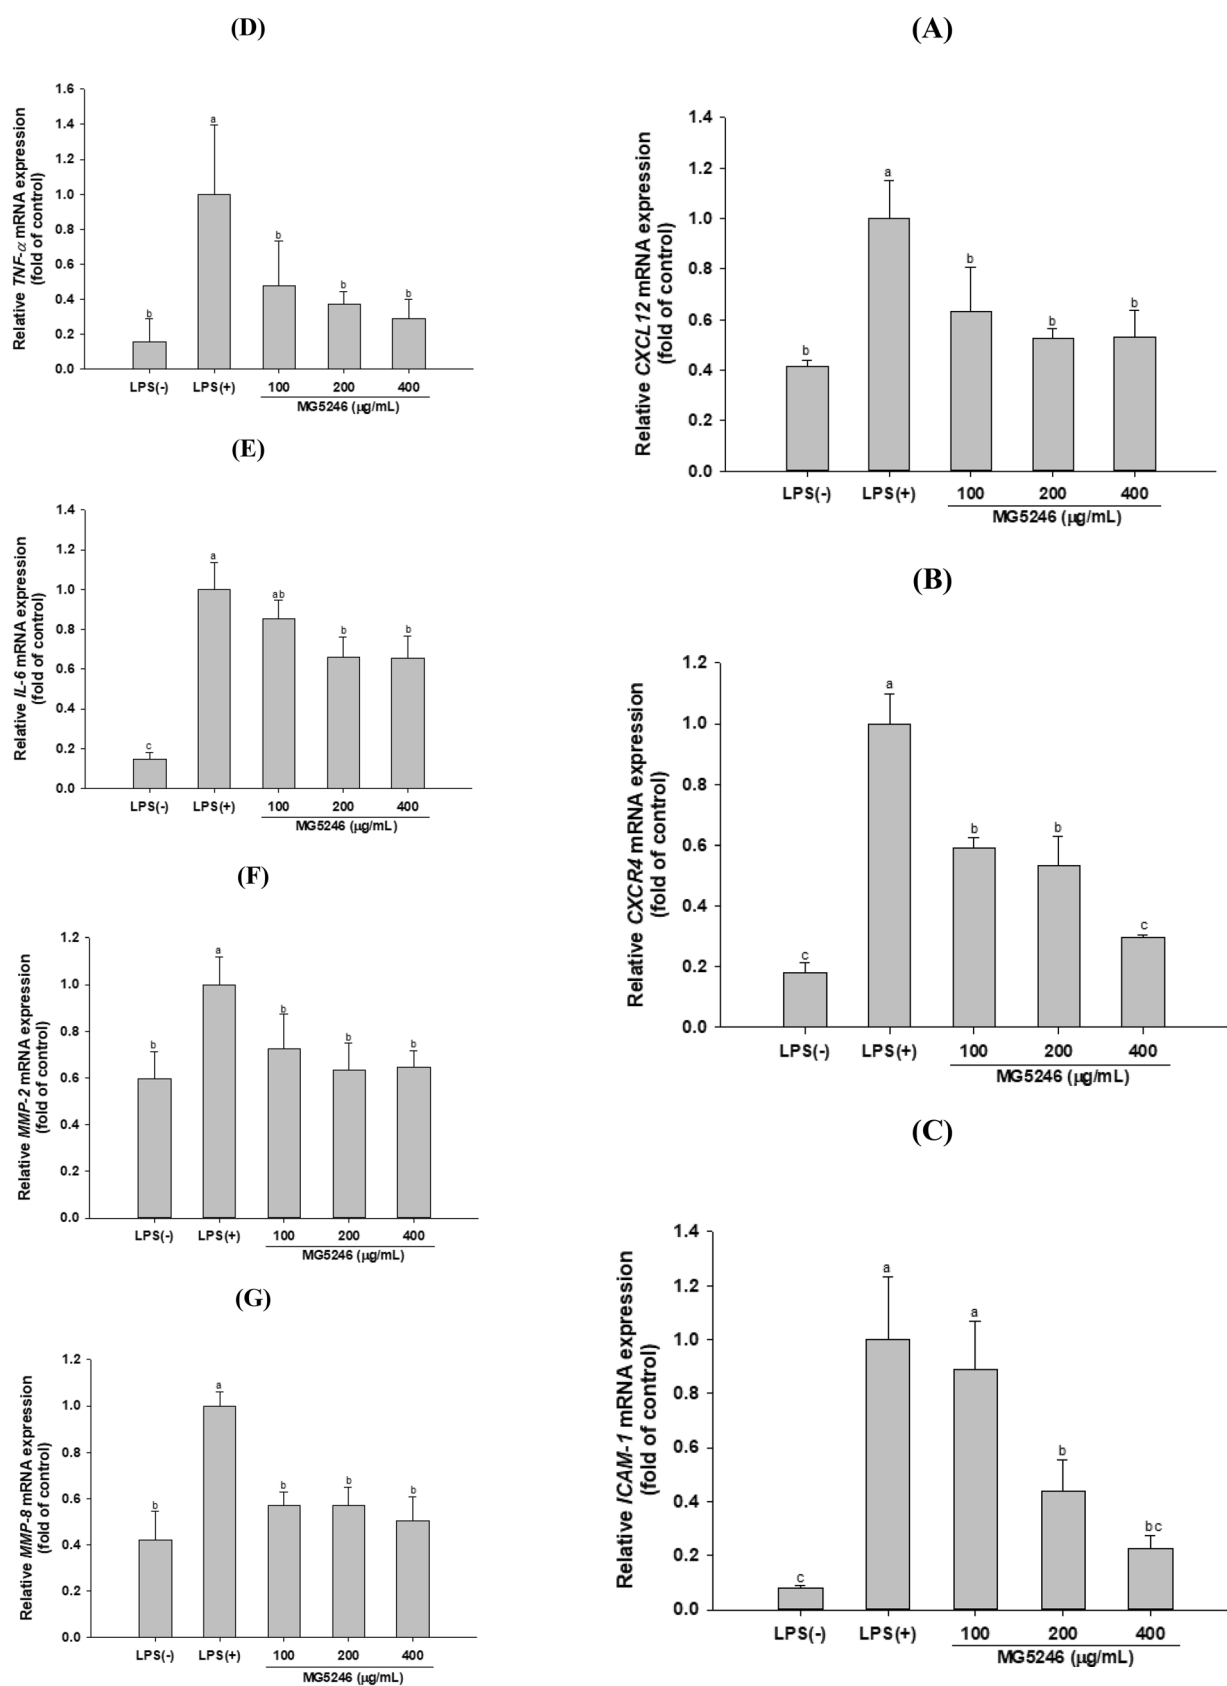 (D)
1.6
1.4
1.2
1.0
0.8
0.6
0.4
0.2
0.0
Relative TNF-α mRNA expression
(fold of control)
b
a
b
b
b
LPS(-) LPS(+) 100 200 400
MG5246 (µg/mL)
(E)
1.4
1.2
1.0
0.8
0.6
0.4
0.2
0.0
Relative IL-6 mRNA expression
(fold of control)
c
a
ab
b
b
LPS(-) LPS(+) 100 200 400
MG5246 (µg/mL)
(F)
1.2
1.0
0.8
0.6
0.4
0.2
0.0
Relative MMP-2 mRNA expression
(fold of control)
b
a
b
b
b
LPS(-) LPS(+) 100 200 400
MG5246 (µg/mL)
(G)
1.2
1.0
0.8
0.6
0.4
0.2
0.0
Relative MMP-8 mRNA expression
(fold of control)
b
a
b
b
b
LPS(-) LPS(+) 100 200 400
MG5246 (µg/mL)
(A)
1.4
1.2
1.0
0.8
0.6
0.4
0.2
0.0
Relative CXCL12 mRNA expression
(fold of control)
b
a
b
b
b
LPS(-) LPS(+) 100 200 400
MG5246 (µg/mL)
(B)
1.2
1.0
0.8
0.6
0.4
0.2
0.0
Relative CXCR4 mRNA expression
(fold of control)
c
a
b
b
c
LPS(-) LPS(+) 100 200 400
MG5246 (µg/mL)
(C)
1.4
1.2
1.0
0.8
0.6
0.4
0.2
0.0
Relative ICAM-1 mRNA expression
(fold of control)
c
a
a
b
bc
LPS(-) LPS(+) 100 200 400
MG5246 (µg/mL)